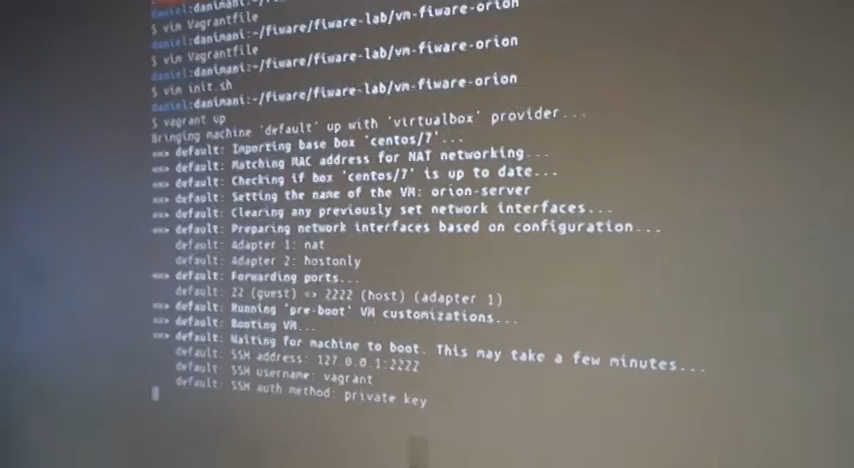 daniel:danimani:~/fiware/fiware-lab/vm-fiware-orion
$ vim Vagrantfile
daniel:danimani:~/fiware/fiware-lab/vm-fiware-orion
$ vim Vagrantfile
daniel:danimani:~/fiware/fiware-lab/vm-fiware-orion
$ vim init.sh
daniel:danimani:~/fiware/fiware-lab/vm-fiware-orion
$ vagrant up
Bringing machine 'default' up with 'virtualbox' provider...
==> default: Importing base box 'centos/7'...
==> default: Matching MAC address for NAT networking...
==> default: Checking if box 'centos/7' is up to date...
==> default: Setting the name of the VM: orion-server
==> default: Clearing any previously set network interfaces...
==> default: Preparing network interfaces based on configuration...
default: Adapter 1: nat
default: Adapter 2: hostonly
==> default: Forwarding ports...
default: 22 (guest) => 2222 (host) (adapter 1)
==> default: Running 'pre-boot' VM customizations...
==> default: Booting VM...
==> default: Waiting for machine to boot. This may take a few minutes...
default: SSH address: 127.0.0.1:2222
default: SSH username: vagrant
default: SSH auth method: private key